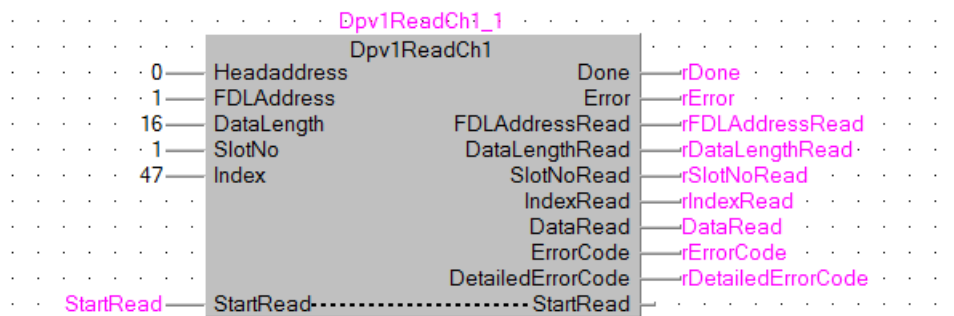 Dpv1ReadCh1_1
Dpv1ReadCh1
0 Headaddress Done rDone
1 FDLAddress Error rError
16 DataLength FDLAddressRead rFDLAddressRead
1 SlotNo DataLengthRead rDataLengthRead
47 Index SlotNoRead rSlotNoRead
IndexRead rIndexRead
DataRead DataRead
ErrorCode rErrorCode
DetailedErrorCode rDetailedErrorCode
StartRead StartRead StartRead